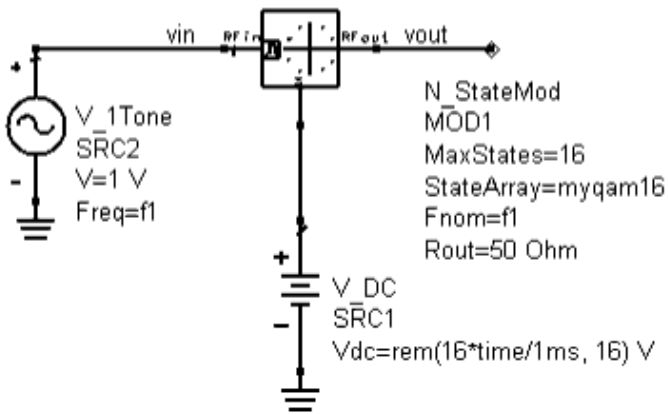 vin
RFin
RFout
vout
V_1Tone
SRC2
V=1 V
Freq=f1
N_StateMod
MOD1
MaxStates=16
StateArray=myqam16
Fnom=f1
Rout=50 Ohm
V_DC
SRC1
Vdc=rem(16*time/1ms, 16) V